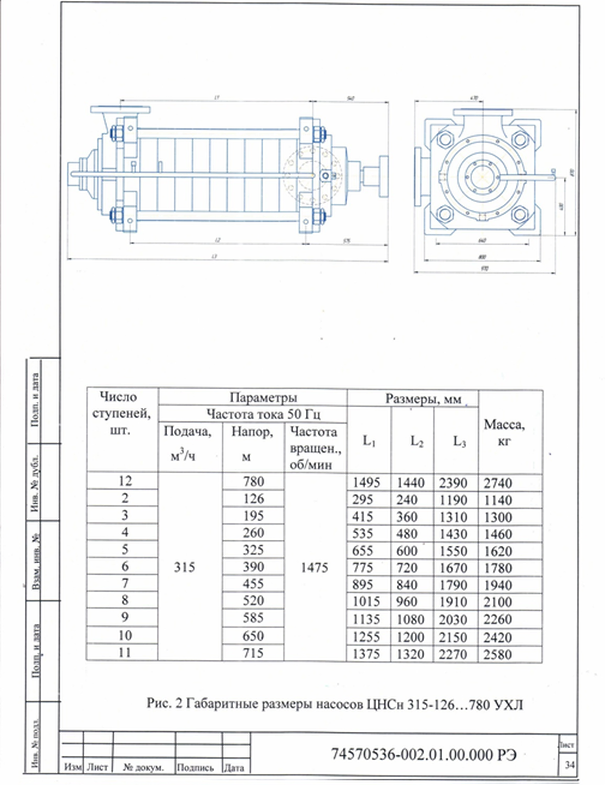 L1
540
L2
575
L3
470
640
800
970
Число ступеней, шт.
Параметры
Размеры, мм
Масса, кг
Частота тока 50 Гц
Подача, м³/ч
Напор, м
Частота вращен., об/мин
L₁
L₂
L₃
12 780 1495 1440 2390 2740
2 126 295 240 1190 1140
3 195 415 360 1310 1300
4 260 535 480 1430 1460
5 325 655 600 1550 1620
6 315 390 1475 775 720 1670 1780
7 455 895 840 1790 1940
8 520 1015 960 1910 2100
9 585 1135 1080 2030 2260
10 650 1255 1200 2150 2420
11 715 1375 1320 2270 2580
Рис. 2 Габаритные размеры насосов ЦНСн 315-126…780 УХЛ
Подп. и дата
Инв. № дубл.
Взам. инв. №
Подп. и дата
Инв. № подл.
74570536-002.01.00.000 РЭ
Лист
34
Изм Лист № докум. Подпись Дата